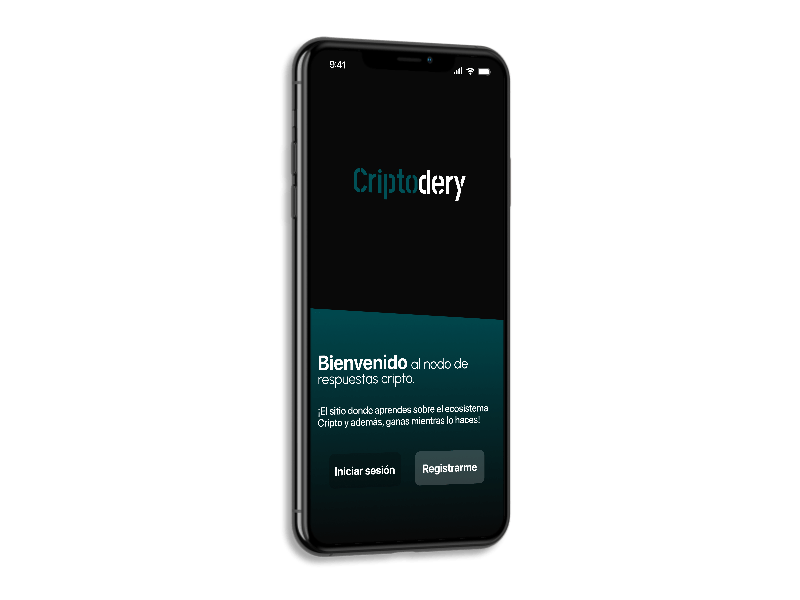 9:41
Criptodery
Bienvenido al nodo de
respuestas cripto.
¡El sitio donde aprendes sobre el ecosistema
Cripto y además, ganas mientras lo haces!
Iniciar sesión Registrarme